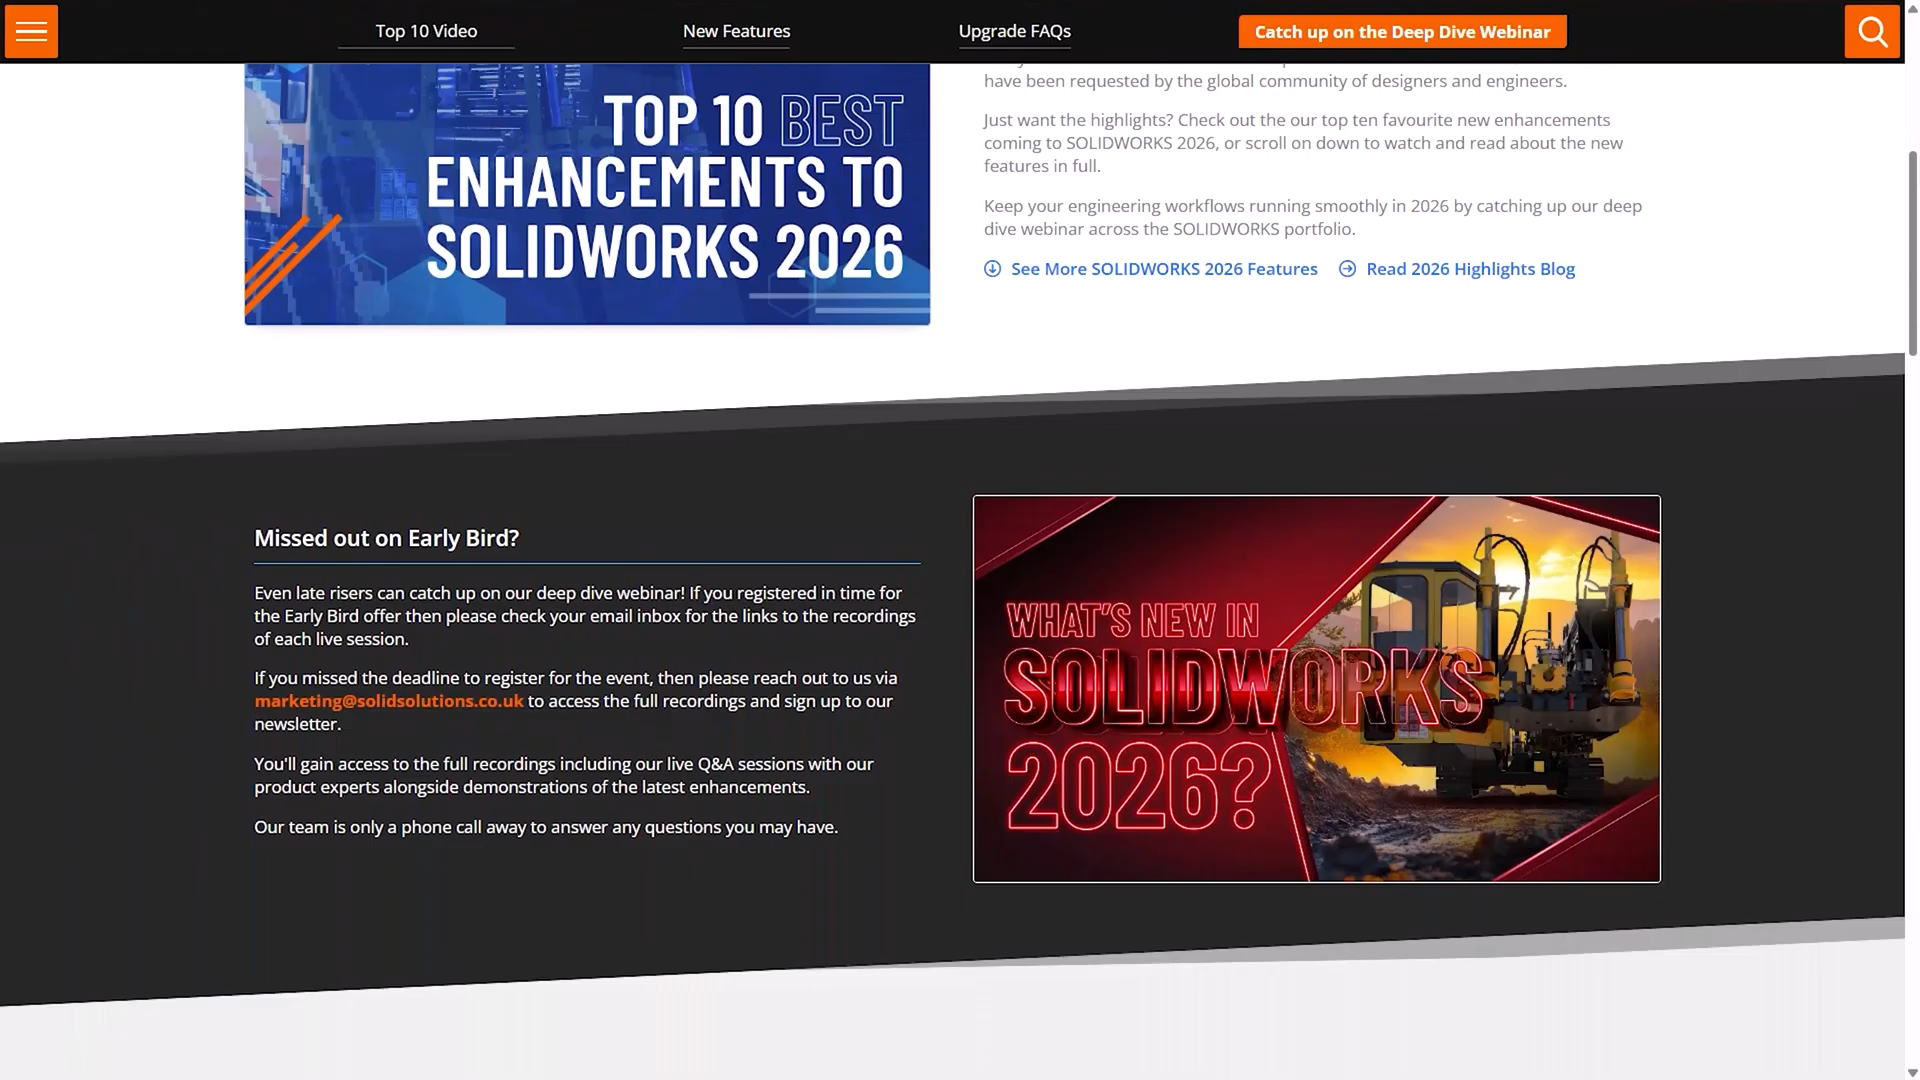 Top 10 Video
New Features
Upgrade FAQs
Catch up on the Deep Dive Webinar
TOP 10 BEST
ENHANCEMENTS TO
SOLIDWORKS 2026
have been requested by the global community of designers and engineers.
Just want the highlights? Check out the our top ten favourite new enhancements
coming to SOLIDWORKS 2026, or scroll on down to watch and read about the new
features in full.
Keep your engineering workflows running smoothly in 2026 by catching up our deep
dive webinar across the SOLIDWORKS portfolio.
See More SOLIDWORKS 2026 Features
Read 2026 Highlights Blog
Missed out on Early Bird?
Even late risers can catch up on our deep dive webinar! If you registered in time for
the Early Bird offer then please check your email inbox for the links to the recordings
of each live session.
If you missed the deadline to register for the event, then please reach out to us via
marketing@solidsolutions.co.uk to access the full recordings and sign up to our
newsletter.
You'll gain access to the full recordings including our live Q&A sessions with our
product experts alongside demonstrations of the latest enhancements.
Our team is only a phone call away to answer any questions you may have.
WHAT'S NEW IN
SOLIDWORKS
2026?